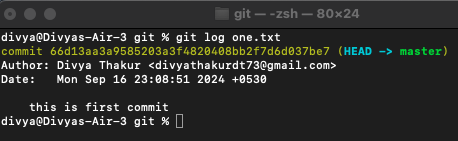 git — -zsh — 80×24
divya@Divyas-Air-3 git % git log one.txt
commit 66d13aa3a9585203a3f4820408bb2f7d6d037be7 (HEAD -> master)
Author: Divya Thakur <divyathakurdt73@gmail.com>
Date:   Mon Sep 16 23:08:51 2024 +0530
    this is first commit
divya@Divyas-Air-3 git %